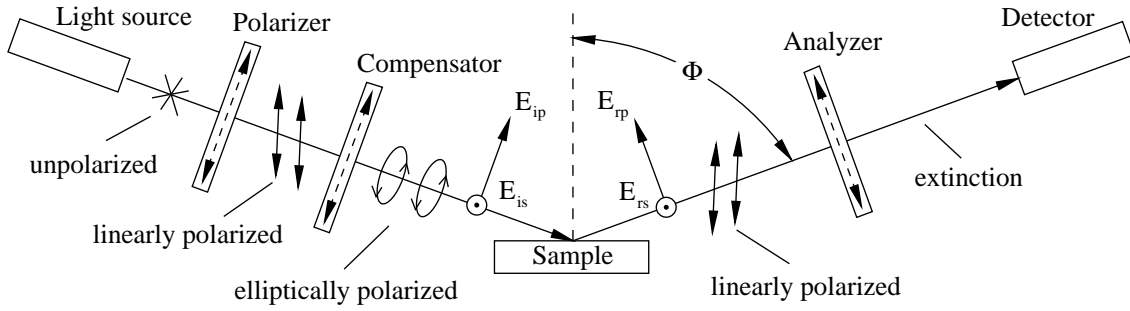 Light source
Polarizer
Compensator
Analyzer
Detector
Φ
E_ip
E_rp
unpolarized
E_is
E_rs
extinction
linearly polarized
Sample
elliptically polarized
linearly polarized